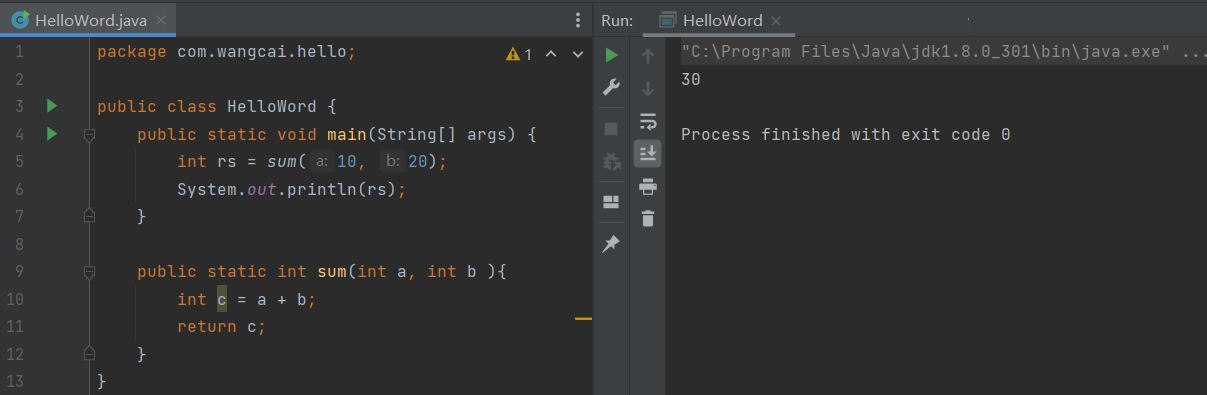 HelloWord.java
1 package com.wangcai.hello;
1
2
3 public class HelloWord {
4 public static void main(String[] args) {
5 int rs = sum( a: 10, b: 20);
6 System.out.println(rs);
7 }
8
9 public static int sum(int a, int b ){
10 int c = a + b;
11 return c;
12 }
13 }
Run: HelloWord
"C:\Program Files\Java\jdk1.8.0_301\bin\java.exe" ...
30
Process finished with exit code 0